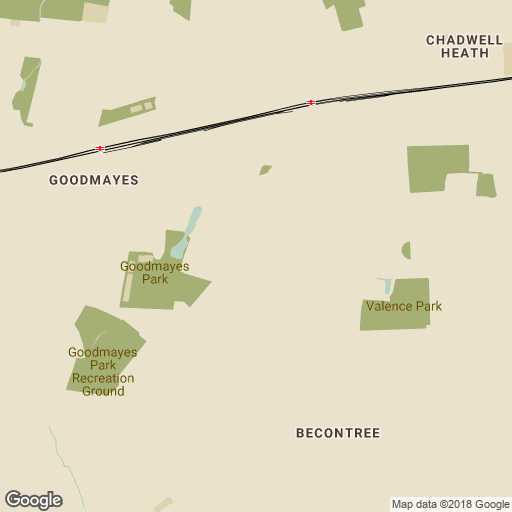 CHADWELL
HEATH
GOODMAYES
Goodmayes
Park
Valence Park
Goodmayes
Park
Recreation
Ground
BECONTREE
Google
Map data ©2018 Google